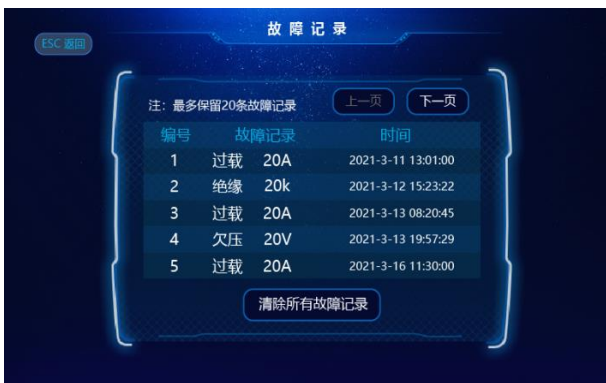 故障记录
ESC 返回
注: 最多保留20条故障记录 上一页 下一页
编号 故障记录 时间
1 过载 20A 2021-3-11 13:01:00
2 绝缘 20k 2021-3-12 15:23:22
3 过载 20A 2021-3-13 08:20:45
4 欠压 20V 2021-3-13 19:57:29
5 过载 20A 2021-3-16 11:30:00
清除所有故障记录